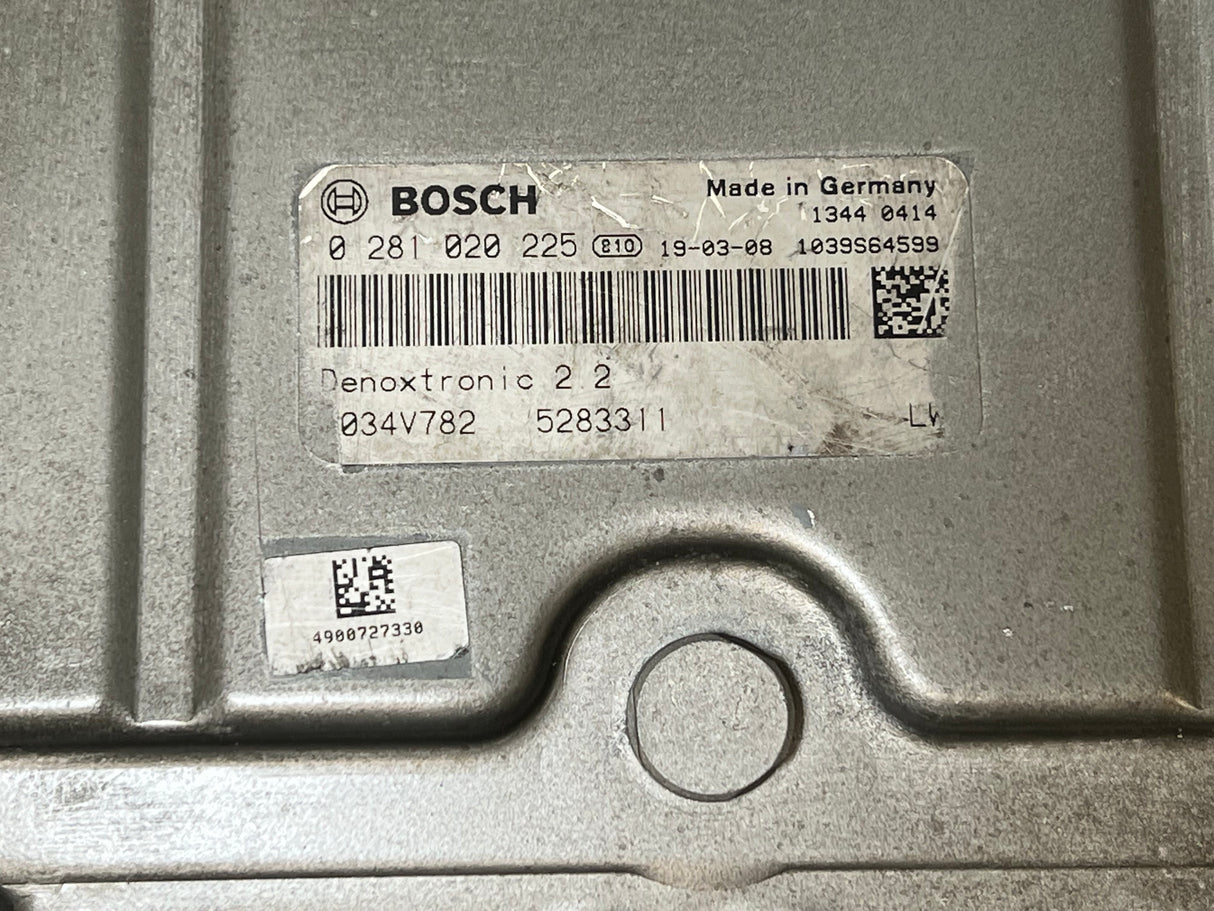 BOSCH Made in Germany
1344 0414
0 281 020 225 810 19-03-08 1039S64599
Denoxtronic 2.2
034V782 5283311
4900727330